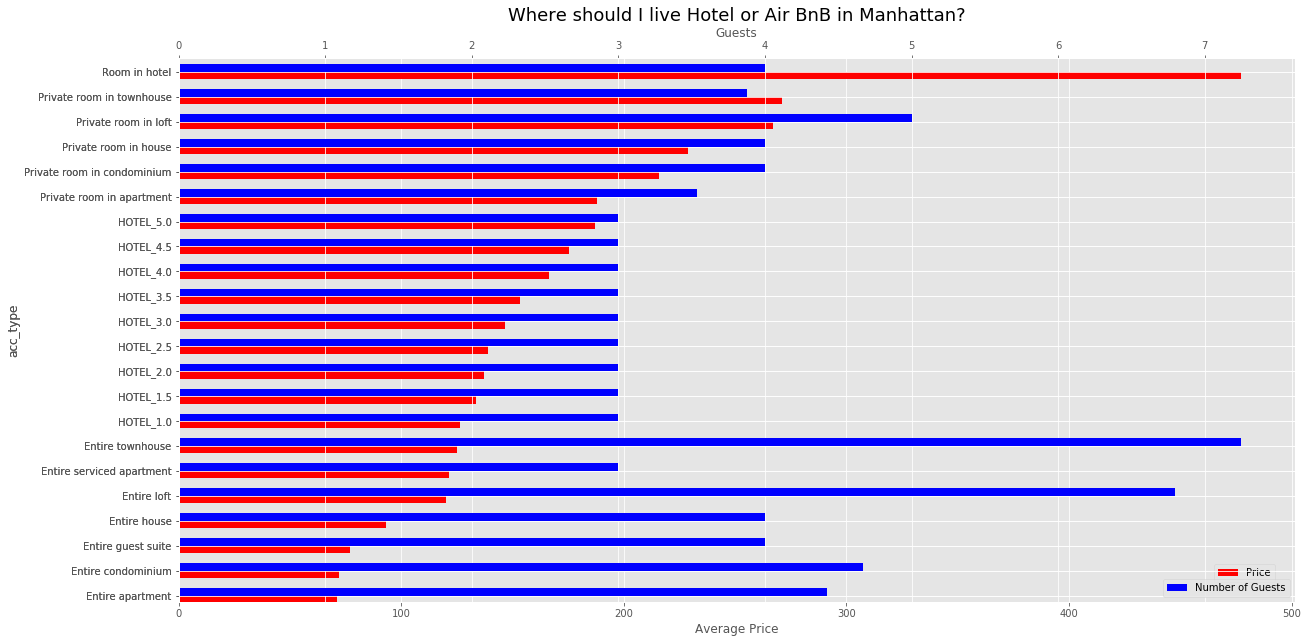 Where should I live Hotel or Air BnB in Manhattan?
Guests
0 1 2 3 4 5 6 7
Room in hotel
Private room in townhouse
Private room in loft
Private room in house
Private room in condominium
Private room in apartment
HOTEL_5.0
HOTEL_4.5
HOTEL_4.0
HOTEL_3.5
HOTEL_3.0
HOTEL_2.5
HOTEL_2.0
HOTEL_1.5
HOTEL_1.0
Entire townhouse
Entire serviced apartment
Entire loft
Entire house
Entire guest suite
Entire condominium
Entire apartment
acc_type
Price
Number of Guests
0 100 200 300 400 500
Average Price